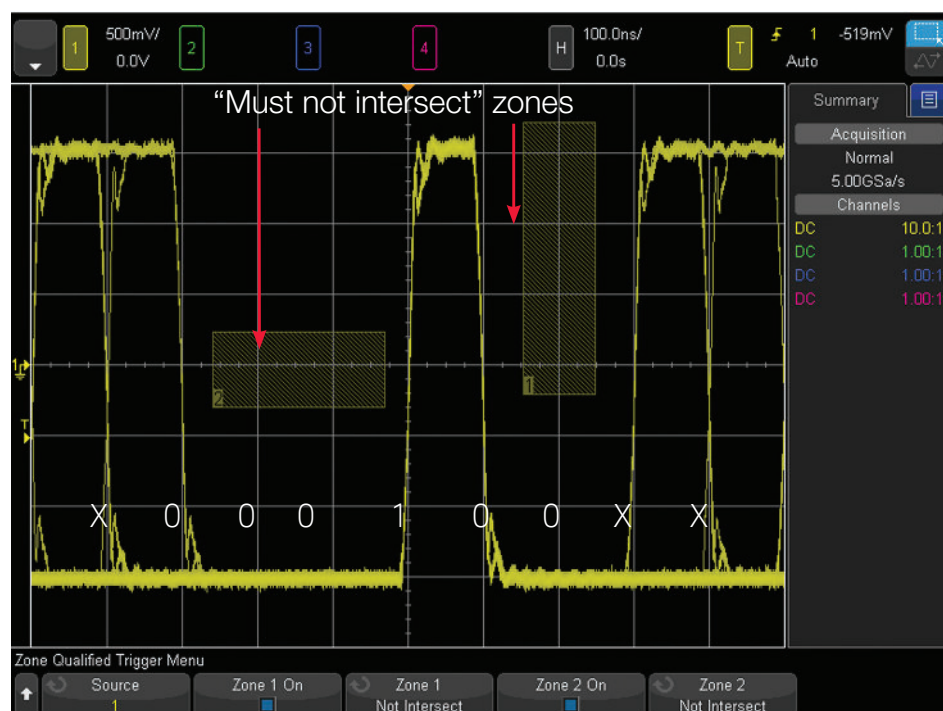 1 500mV/ 2 3 4 H 100.0ns/ T 1 -519mV
0.0V 0.0s Auto
“Must not intersect” zones
Summary
Acquisition
Normal
5.00GSa/s
Channels
DC 10.0:1
DC 1.00:1
DC 1.00:1
DC 1.00:1
1
T
2
1
X 0 0 0 1 0 0 X X
Zone Qualified Trigger Menu
Source Zone 1 On Zone 1 Zone 2 On Zone 2
1 Not Intersect Not Intersect